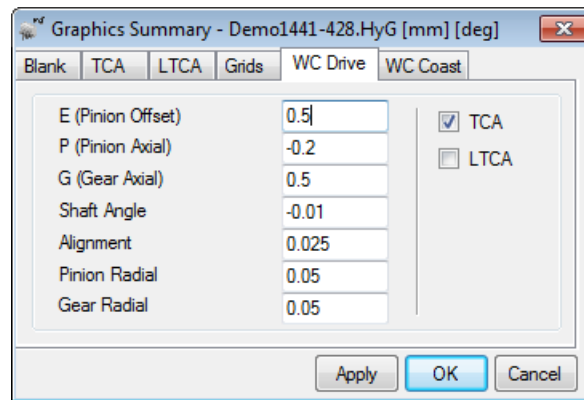 Graphics Summary - Demo1441-428.HyG [mm] [deg]
Blank TCA LTCA Grids WC Drive WC Coast
E (Pinion Offset) 0.5 TCA
P (Pinion Axial) -0.2 LTCA
G (Gear Axial) 0.5
Shaft Angle -0.01
Alignment 0.025
Pinion Radial 0.05
Gear Radial 0.05
Apply OK Cancel